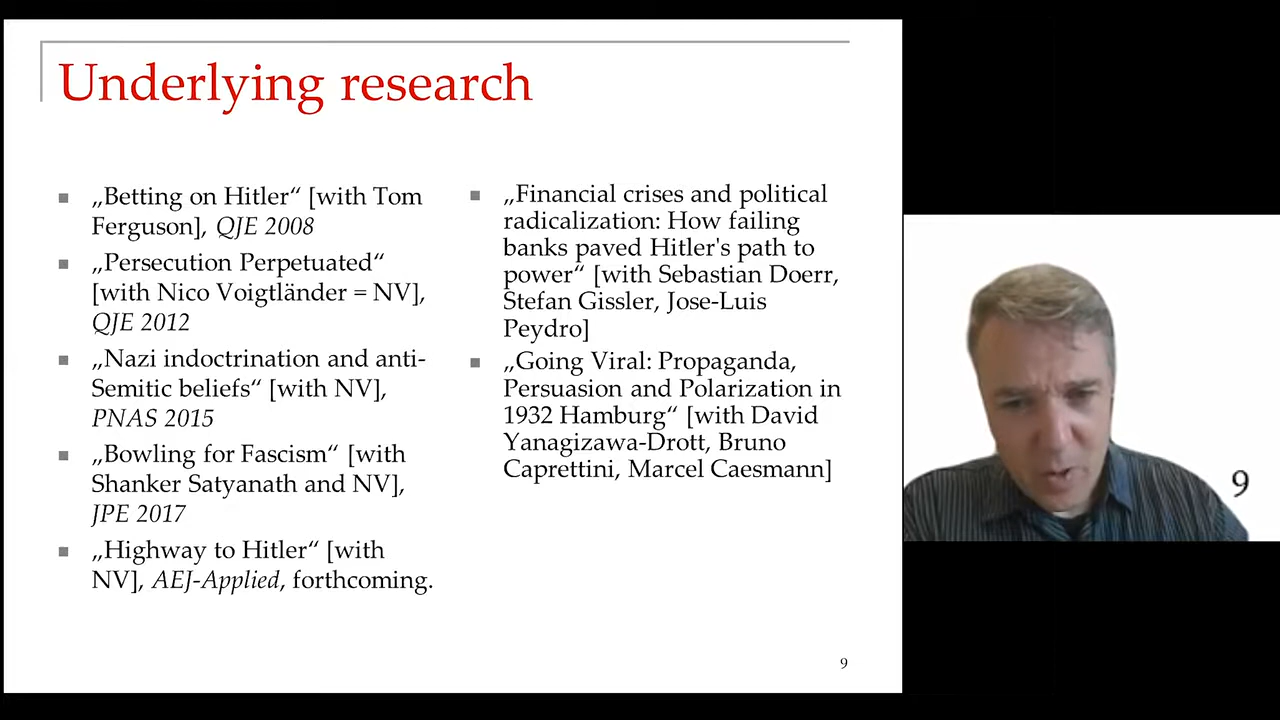 Underlying research
„Betting on Hitler“ [with Tom
Ferguson], QJE 2008
„Persecution Perpetuated“
[with Nico Voigtländer = NV],
QJE 2012
„Nazi indoctrination and anti-
Semitic beliefs“ [with NV],
PNAS 2015
„Bowling for Fascism“ [with
Shanker Satyanath and NV],
JPE 2017
„Highway to Hitler“ [with
NV], AEJ-Applied, forthcoming.
„Financial crises and political
radicalization: How failing
banks paved Hitler's path to
power“ [with Sebastian Doerr,
Stefan Gissler, Jose-Luis
Peydro]
„Going Viral: Propaganda,
Persuasion and Polarization in
1932 Hamburg“ [with David
Yanagizawa-Drott, Bruno
Caprettini, Marcel Caesmann]
9
9